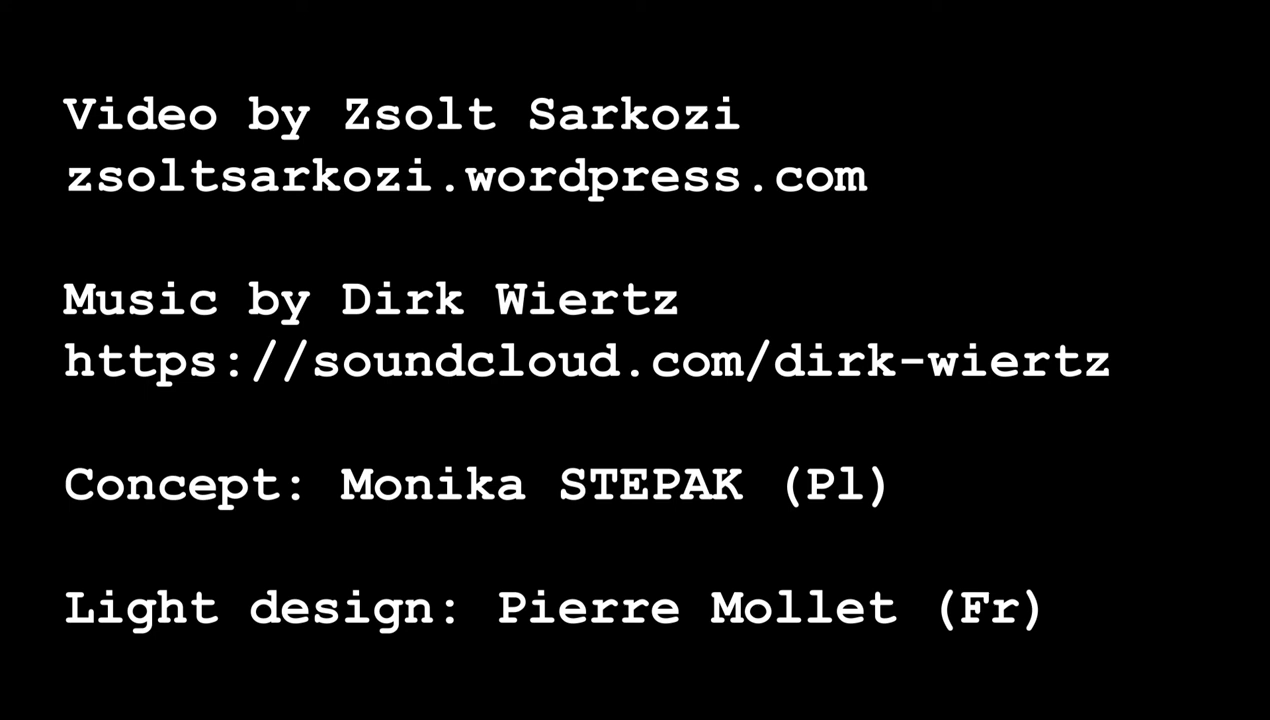 Video by Zsolt Sarkozi
zsoltsarkozi.wordpress.com
Music by Dirk Wiertz
https://soundcloud.com/dirk-wiertz
Concept: Monika STEPAK (Pl)
Light design: Pierre Mollet (Fr)